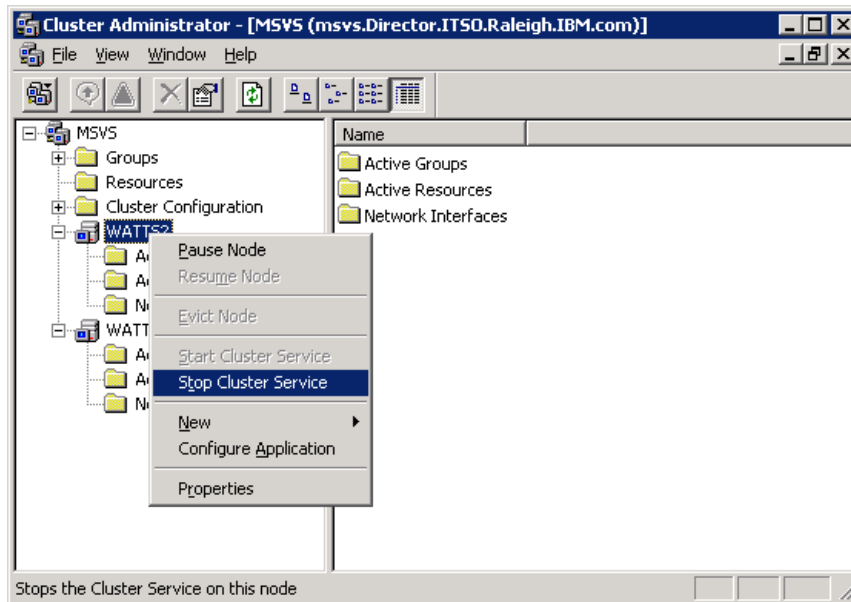 Cluster Administrator - [MSVS (msvs.Director.ITSO.Raleigh.IBM.com)]
File View Window Help
MSVS
Groups
Resources
Cluster Configuration
WATTS2
A
A
N
WATT
A
A
N
Name
Active Groups
Active Resources
Network Interfaces
Pause Node
Resume Node
Evict Node
Start Cluster Service
Stop Cluster Service
New
Configure Application
Properties
Stops the Cluster Service on this node